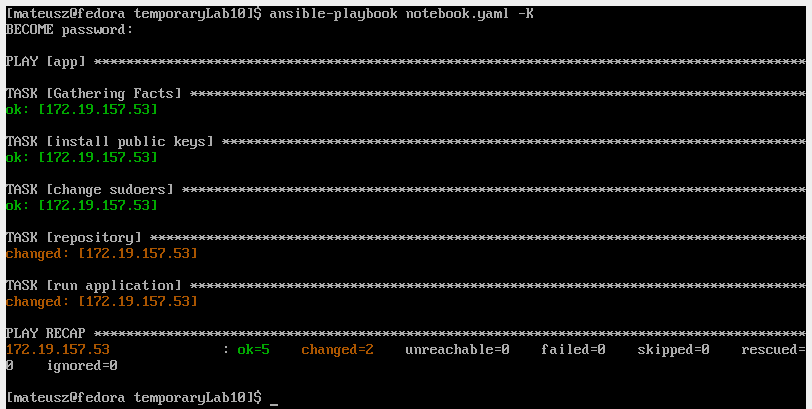 [mateusz@fedora temporaryLab10]$ ansible-playbook notebook.yaml -K
BECOME password:
PLAY [app] *****************************************************************************************
TASK [Gathering Facts] *****************************************************************************
ok: [172.19.157.53]
TASK [install public keys] *************************************************************************
ok: [172.19.157.53]
TASK [change sudoers] ******************************************************************************
ok: [172.19.157.53]
TASK [repository] **********************************************************************************
changed: [172.19.157.53]
TASK [run application] *****************************************************************************
changed: [172.19.157.53]
PLAY RECAP *****************************************************************************************
172.19.157.53              : ok=5    changed=2    unreachable=0    failed=0    skipped=0    rescued=
0    ignored=0
[mateusz@fedora temporaryLab10]$ _